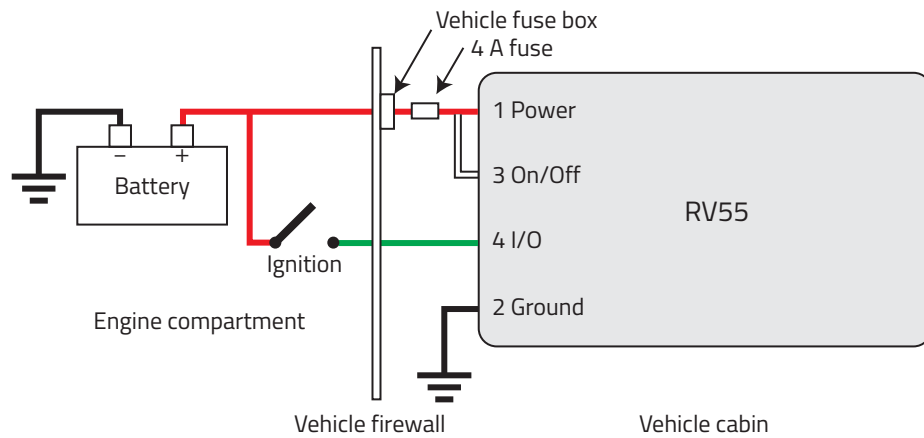 Vehicle fuse box
4 A fuse
1 Power
− +
Battery
3 On/Off
RV55
4 I/O
Ignition
2 Ground
Engine compartment
Vehicle firewall
Vehicle cabin